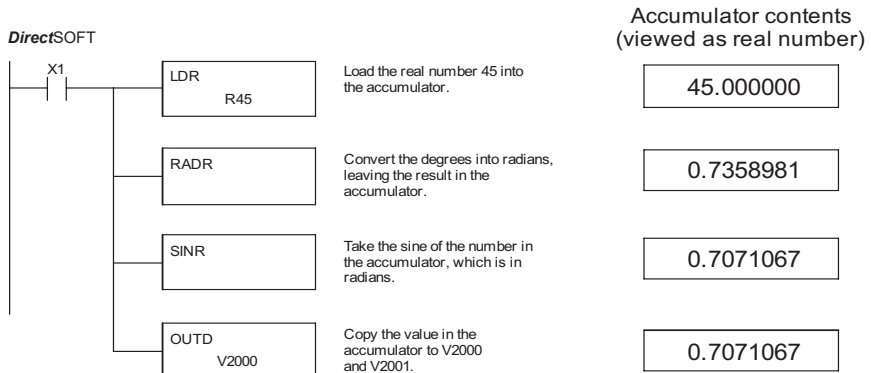 Accumulator contents
(viewed as real number)
DirectSOFT
X1
LDR
R45
Load the real number 45 into
the accumulator.
45.000000
RADR
Convert the degrees into radians,
leaving the result in the
accumulator.
0.7358981
SINR
Take the sine of the number in
the accumulator, which is in
radians.
0.7071067
OUTD
V2000
Copy the value in the
accumulator to V2000
and V2001.
0.7071067